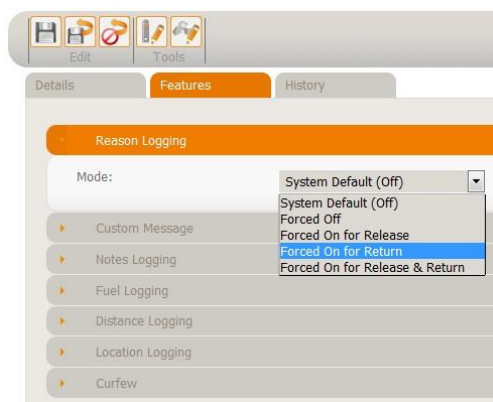 Edit Tools
Details Features History
Reason Logging
Mode: System Default (Off)
System Default (Off)
Forced Off
Forced On for Release
Forced On for Return
Forced On for Release & Return
Custom Message
Notes Logging
Fuel Logging
Distance Logging
Location Logging
Curfew